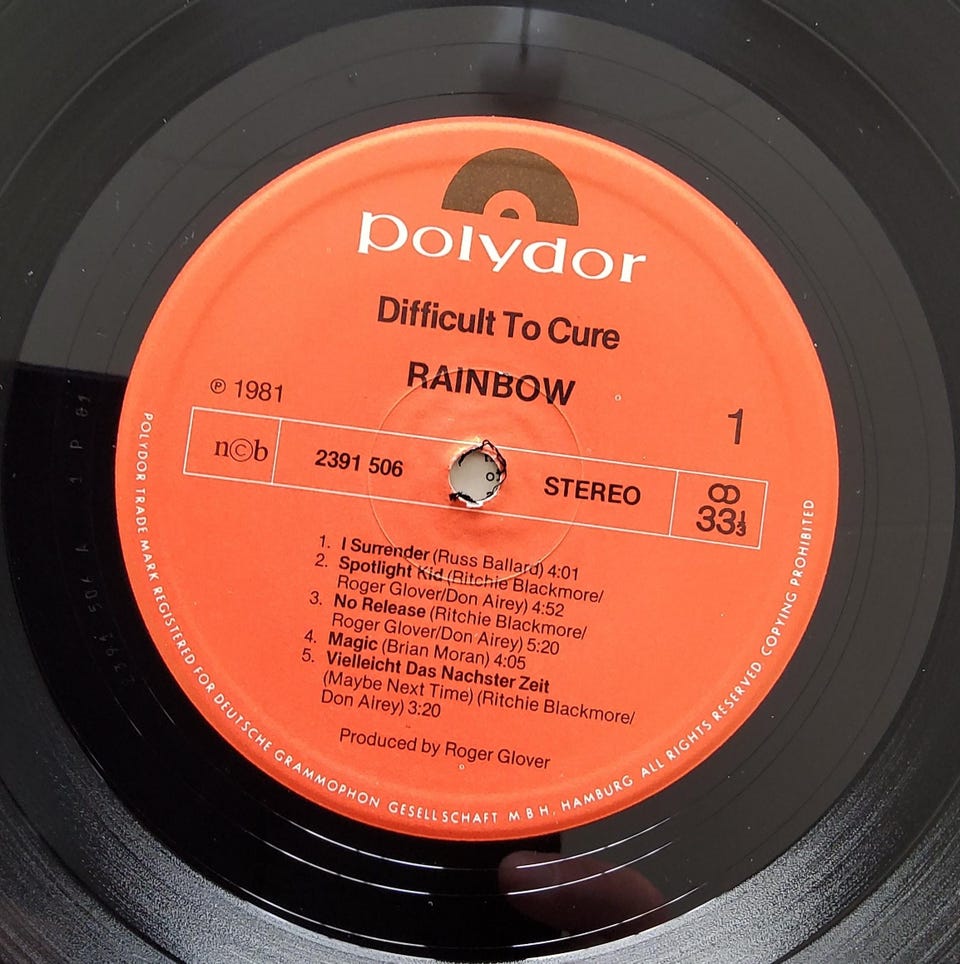 polydor
Difficult To Cure
RAINBOW
℗ 1981
1
n©b
2391 506
STEREO
33⅓
1. I Surrender (Russ Ballard) 4:01
2. Spotlight Kid (Ritchie Blackmore/
Roger Glover/Don Airey) 4:52
3. No Release (Ritchie Blackmore/
Roger Glover/Don Airey) 5:20
4. Magic (Brian Moran) 4:05
5. Vielleicht Das Nachster Zeit
(Maybe Next Time) (Ritchie Blackmore/
Don Airey) 3:20
Produced by Roger Glover
POLYDOR TRADE MARK REGISTERED FOR DEUTSCHE GRAMMOPHON GESELLSCHAFT M B H, HAMBURG ALL RIGHTS RESERVED COPYING PROHIBITED